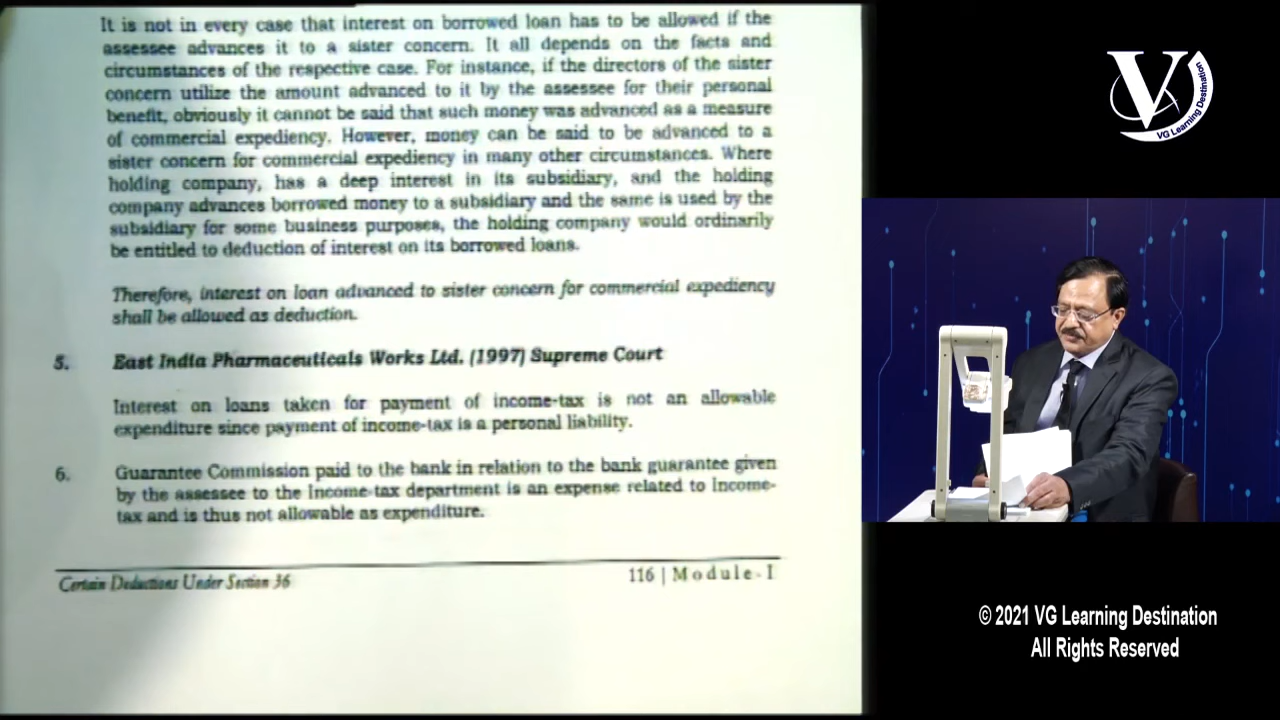 It is not in every case that interest on borrowed loan has to be allowed if the
assessee advances it to a sister concern. It all depends on the facts and
circumstances of the respective case. For instance, if the directors of the sister
concern utilize the amount advanced to it by the assessee for their personal
benefit, obviously it cannot be said that such money was advanced as a measure
of commercial expediency. However, money can be said to be advanced to a
sister concern for commercial expediency in many other circumstances. Where
holding company, has a deep interest in its subsidiary, and the holding
company advances borrowed money to a subsidiary and the same is used by the
subsidiary for some business purposes, the holding company would ordinarily
be entitled to deduction of interest on its borrowed loans.
Therefore, interest on loan advanced to sister concern for commercial expediency
shall be allowed as deduction.
5. East India Pharmaceuticals Works Ltd. (1997) Supreme Court
Interest on loans taken for payment of income-tax is not an allowable
expenditure since payment of income-tax is a personal liability.
6. Guarantee Commission paid to the bank in relation to the bank guarantee given
by the assessee to the Income-tax department is an expense related to Income-
tax and is thus not allowable as expenditure.
Certain Deductions Under Section 36
116 | Module-I
V
VG Learning Destination
© 2021 VG Learning Destination
All Rights Reserved